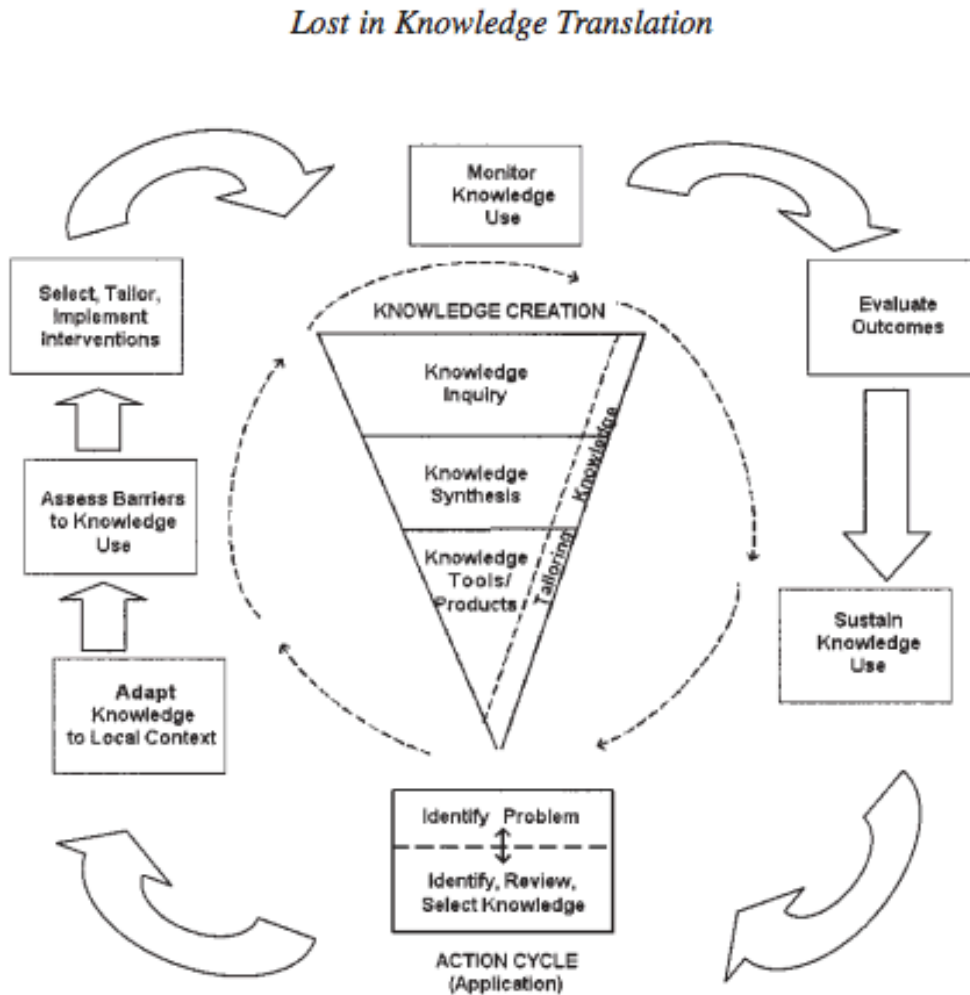 Lost in Knowledge Translation
Monitor
Knowledge
Use
Select, Tailor,
Implement
Interventions
Evaluate
Outcomes
KNOWLEDGE CREATION
Knowledge
Inquiry
Knowledge
Synthesis
Knowledge
Tools/
Products
Tailoring Knowledge
Assess Barriers
to Knowledge
Use
Sustain
Knowledge
Use
Adapt
Knowledge
to Local Context
Identify Problem
Identify, Review,
Select Knowledge
ACTION CYCLE
(Application)